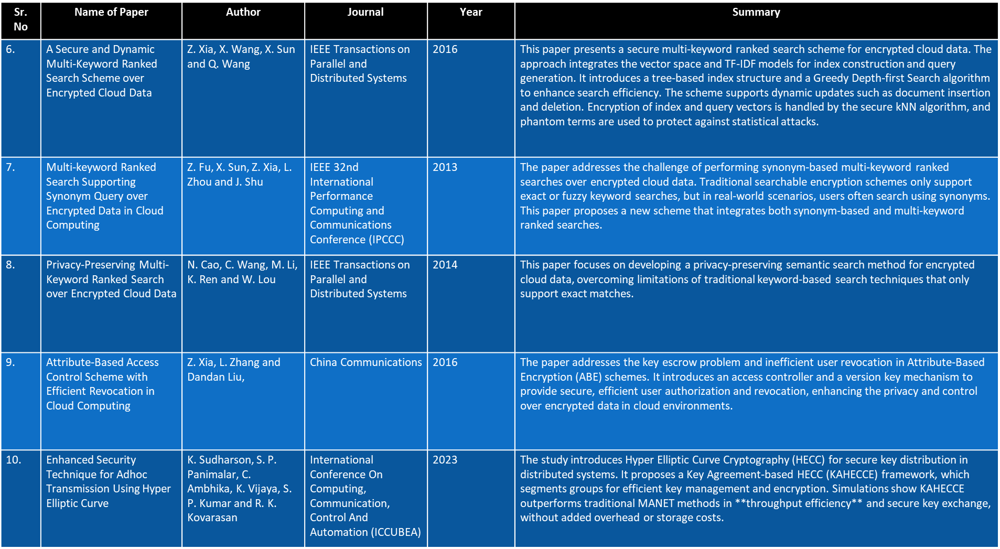 Sr. No
Name of Paper
Author
Journal
Year
Summary
6.
A Secure and Dynamic
Multi-Keyword Ranked
Search Scheme over
Encrypted Cloud Data
Z. Xia, X. Wang, X. Sun
and Q. Wang
IEEE Transactions on
Parallel and
Distributed Systems
2016
This paper presents a secure multi-keyword ranked search scheme for encrypted cloud data. The
approach integrates the vector space and TF-IDF models for index construction and query
generation. It introduces a tree-based index structure and a Greedy Depth-first Search algorithm
to enhance search efficiency. The scheme supports dynamic updates such as document insertion
and deletion. Encryption of index and query vectors is handled by the secure kNN algorithm, and
phantom terms are used to protect against statistical attacks.
7.
Multi-keyword Ranked
Search Supporting
Synonym Query over
Encrypted Data in Cloud
Computing
Z. Fu, X. Sun, Z. Xia, L.
Zhou and J. Shu
IEEE 32nd
International
Performance
Computing and
Communications
Conference (IPCCC)
2013
The paper addresses the challenge of performing synonym-based multi-keyword ranked
searches over encrypted cloud data. Traditional searchable encryption schemes only support
exact or fuzzy keyword searches, but in real-world scenarios, users often search using synonyms.
This paper proposes a new scheme that integrates both synonym-based and multi-keyword
ranked searches.
8.
Privacy-Preserving Multi-
Keyword Ranked Search
over Encrypted Cloud Data
N. Cao, C. Wang, M. Li,
K. Ren and W. Lou
IEEE Transactions on
Parallel and
Distributed Systems
2014
This paper focuses on developing a privacy-preserving semantic search method for encrypted
cloud data, overcoming limitations of traditional keyword-based search techniques that only
support exact matches.
9.
Attribute-Based Access
Control Scheme with
Efficient Revocation in
Cloud Computing
Z. Xia, L. Zhang and
Dandan Liu,
China Communications
2016
The paper addresses the key escrow problem and inefficient user revocation in Attribute-Based
Encryption (ABE) schemes. It introduces an access controller and a version key mechanism to
provide secure, efficient user authorization and revocation, enhancing the privacy and control
over encrypted data in cloud environments.
10.
Enhanced Security
Technique for Adhoc
Transmission Using Hyper
Elliptic Curve
K. Sudharson, S. P.
Panimalar, C.
Ambhika, K. Vijaya, S.
P. Kumar and R. K.
Kovarasan
International
Conference On
Computing,
Communication,
Control And
Automation (ICCUBEA)
2023
The study introduces Hyper Elliptic Curve Cryptography (HECC) for secure key distribution in
distributed systems. It proposes a Key Agreement-based HECC (KAHECCE) framework, which
segments groups for efficient key management and encryption. Simulations show KAHECCE
outperforms traditional MANET methods in **throughput efficiency** and secure key exchange,
without added overhead or storage costs.